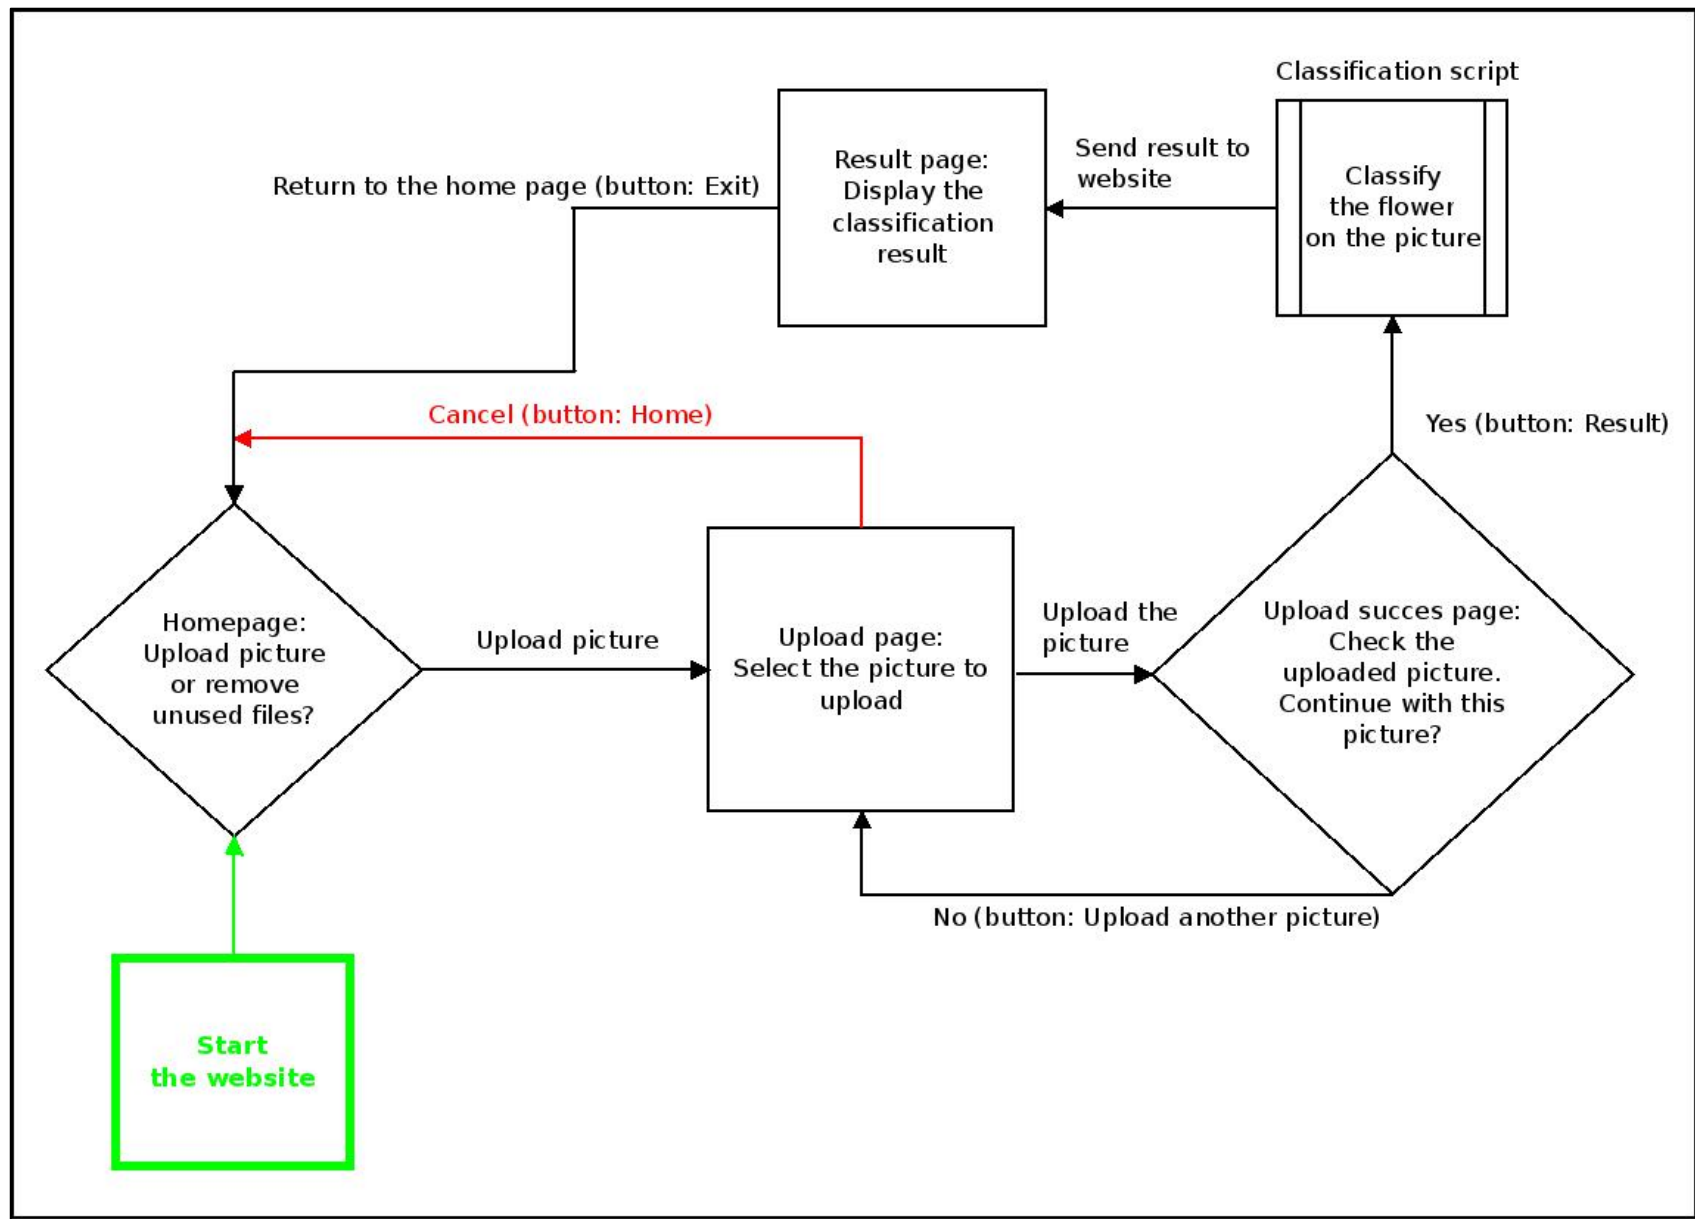 Classification script
Result page:
Display the
classification
result
Send result to
website
Classify
the flower
on the picture
Return to the home page (button: Exit)
Cancel (button: Home)
Yes (button: Result)
Homepage:
Upload picture
or remove
unused files?
Upload picture
Upload page:
Select the picture to
upload
Upload the
picture
Upload succes page:
Check the
uploaded picture.
Continue with this
picture?
No (button: Upload another picture)
Start
the website